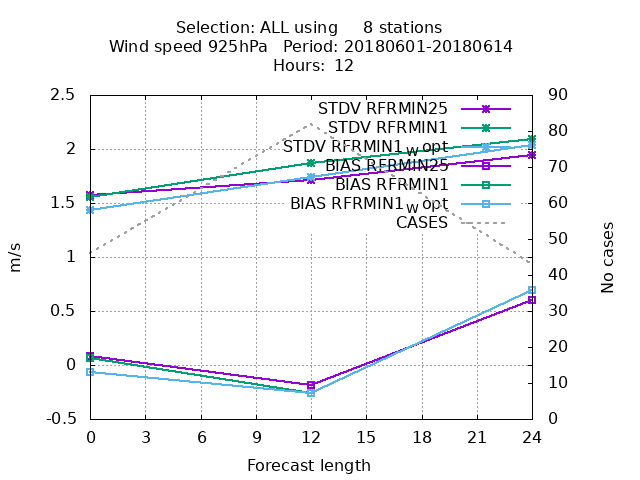 Selection: ALL using     8 stations
Wind speed 925hPa   Period: 20180601-20180614
Hours: 12
m/s
2.5
2
1.5
1
0.5
0
-0.5
STDV RFRMIN25
STDV RFRMIN1
STDV RFRMIN1w opt
BIAS RFRMIN25
BIAS RFRMIN1
BIAS RFRMIN1w opt
CASES
90
80
70
60
50
40
30
20
10
0
No cases
0 3 6 9 12 15 18 21 24
Forecast length